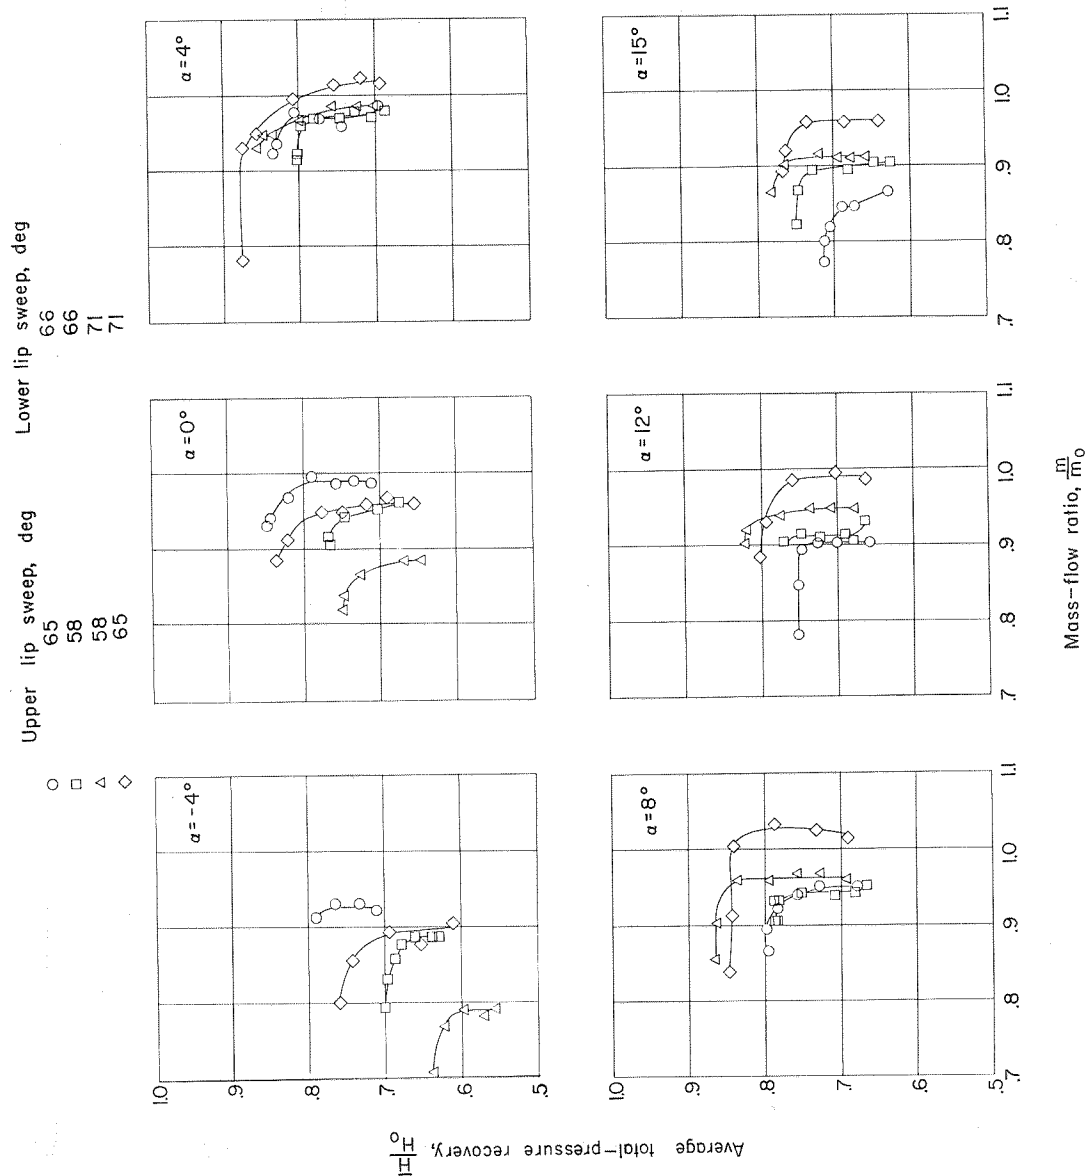 Upper lip sweep, deg Lower lip sweep, deg
○ 65 66
□ 58 66
△ 58 71
◇ 65 71
α = -4°
α = 0°
α = 4°
1.0
.9
.8
.7
.6
.5
α = 8°
α = 12°
α = 15°
1.0
.9
.8
.7
.6
.5
.7 .8 .9 1.0 1.1
.7 .8 .9 1.0 1.1
.7 .8 .9 1.0 1.1
Average total-pressure recovery, H̅/H₀
Mass-flow ratio, m/m₀